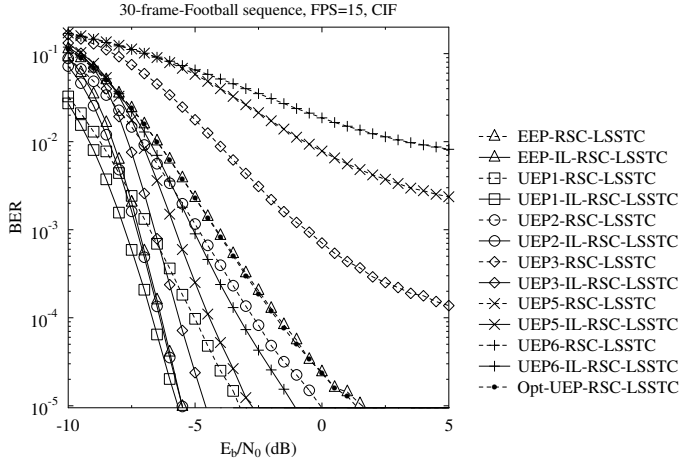 30-frame-Football sequence, FPS=15, CIF
BER
10^-1
10^-2
10^-3
10^-4
10^-5
-10
-5
0
5
E_b/N_0 (dB)
EEP-RSC-LSSTC
EEP-IL-RSC-LSSTC
UEP1-RSC-LSSTC
UEP1-IL-RSC-LSSTC
UEP2-RSC-LSSTC
UEP2-IL-RSC-LSSTC
UEP3-RSC-LSSTC
UEP3-IL-RSC-LSSTC
UEP5-RSC-LSSTC
UEP5-IL-RSC-LSSTC
UEP6-RSC-LSSTC
UEP6-IL-RSC-LSSTC
Opt-UEP-RSC-LSSTC